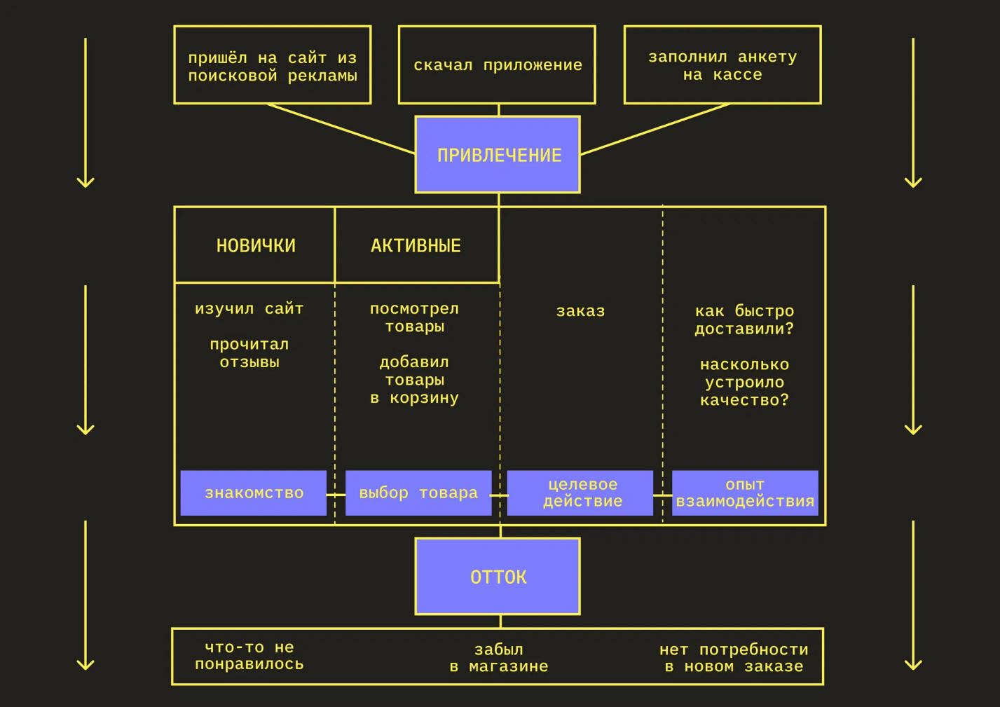 пришёл на сайт из
поисковой рекламы
скачал приложение
заполнил анкету
на кассе
ПРИВЛЕЧЕНИЕ
НОВИЧКИ
АКТИВНЫЕ
изучил сайт
прочитал
отзывы
посмотрел
товары
добавил
товары
в корзину
заказ
как быстро
доставили?
насколько
устроило
качество?
знакомство
выбор товара
целевое
действие
опыт
взаимодействия
ОТТОК
что-то не
понравилось
забыл
в магазине
нет потребности
в новом заказе